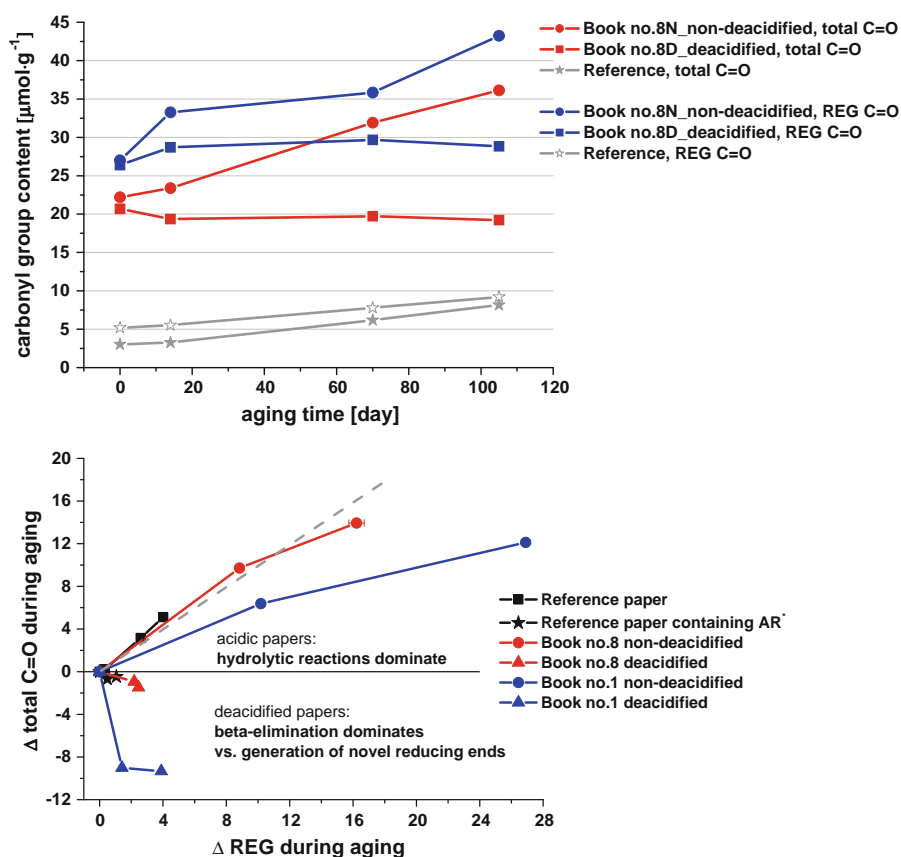 45
40
35
30
25
20
15
10
5
0
carbonyl group content [µmol·g⁻¹]
0
20
40
60
80
100
120
aging time [day]
Book no.8N_non-deacidified, total C=O
Book no.8D_deacidified, total C=O
Reference, total C=O
Book no.8N_non-deacidified, REG C=O
Book no.8D_deacidified, REG C=O
Reference, REG C=O
20
16
12
8
4
0
-4
-8
-12
Δ total C=O during aging
acidic papers:
hydrolytic reactions dominate
deacidified papers:
beta-elimination dominates
vs. generation of novel reducing ends
0
4
8
12
16
20
24
28
Δ REG during aging
Reference paper
Reference paper containing AR*
Book no.8 non-deacidified
Book no.8 deacidified
Book no.1 non-deacidified
Book no.1 deacidified